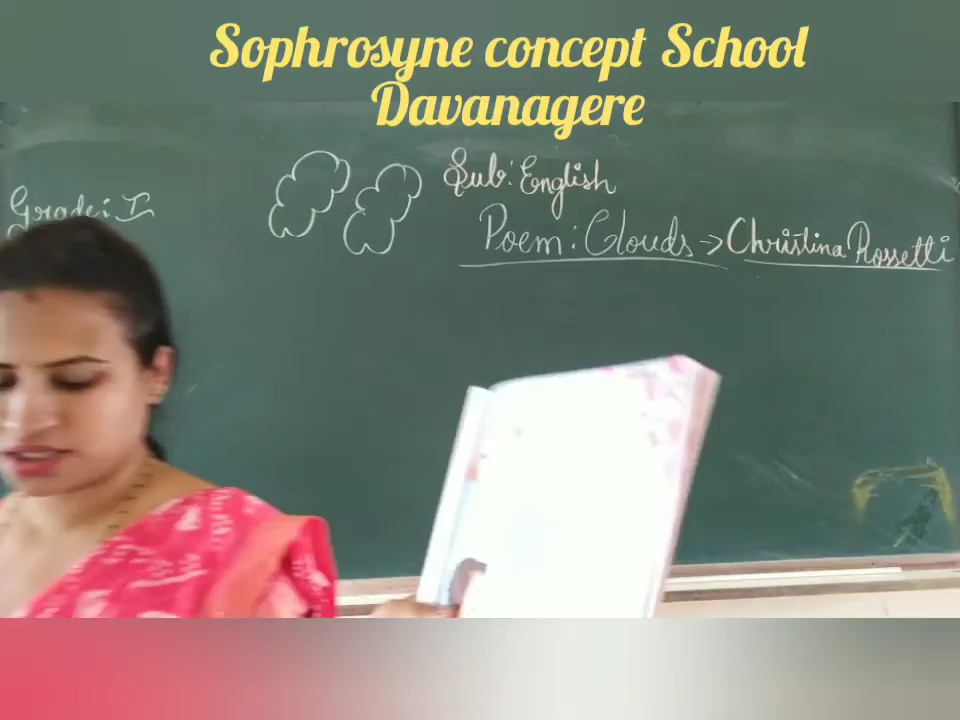 Sophrosyne concept School
Davanagere
Sub: English
Grade: I
Poem: Clouds → Christina Rossetti